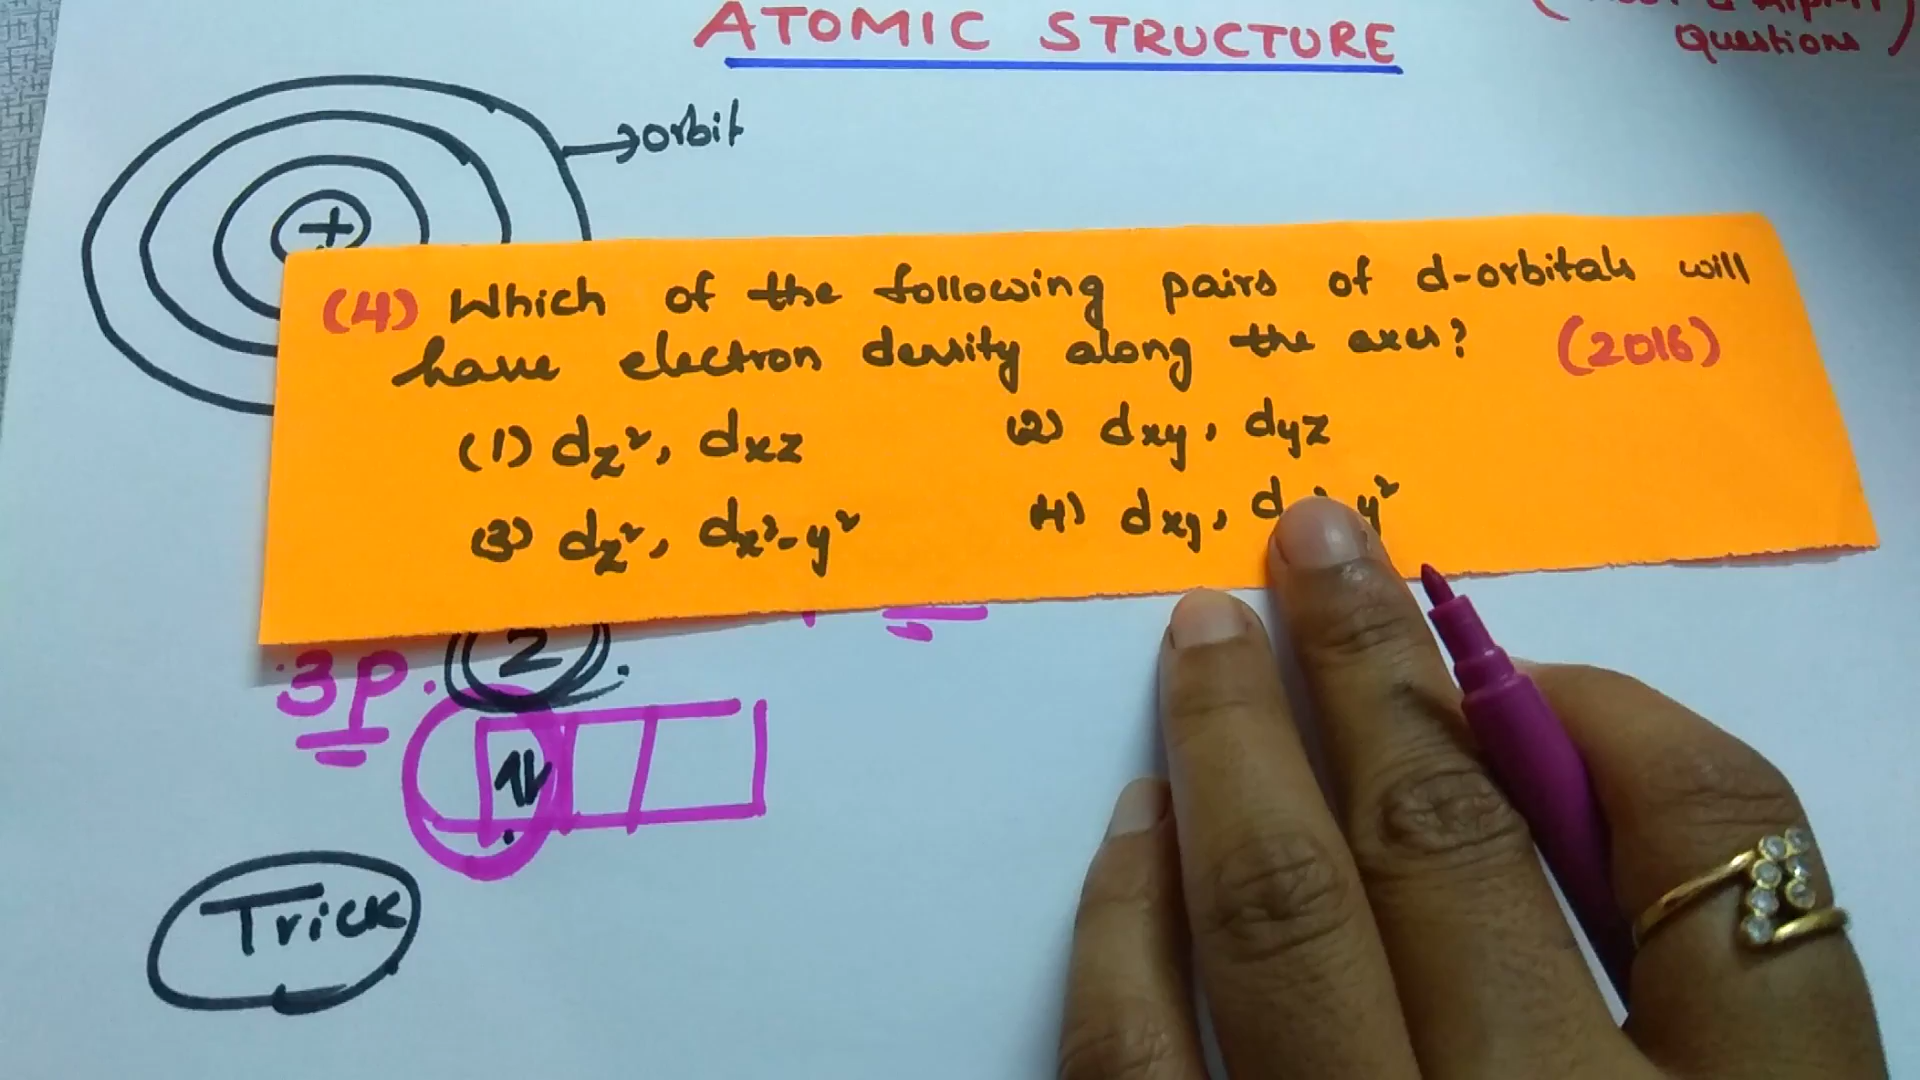 ATOMIC STRUCTURE
Questions)
→orbit
+
(4) Which of the following pairs of d-orbitals will
have electron density along the axes? (2016)
(1) dz², dxz (2) dxy, dyz
(3) dz², dx²-y² (4) dxy, d y²
2
3p.
⥮
Trick